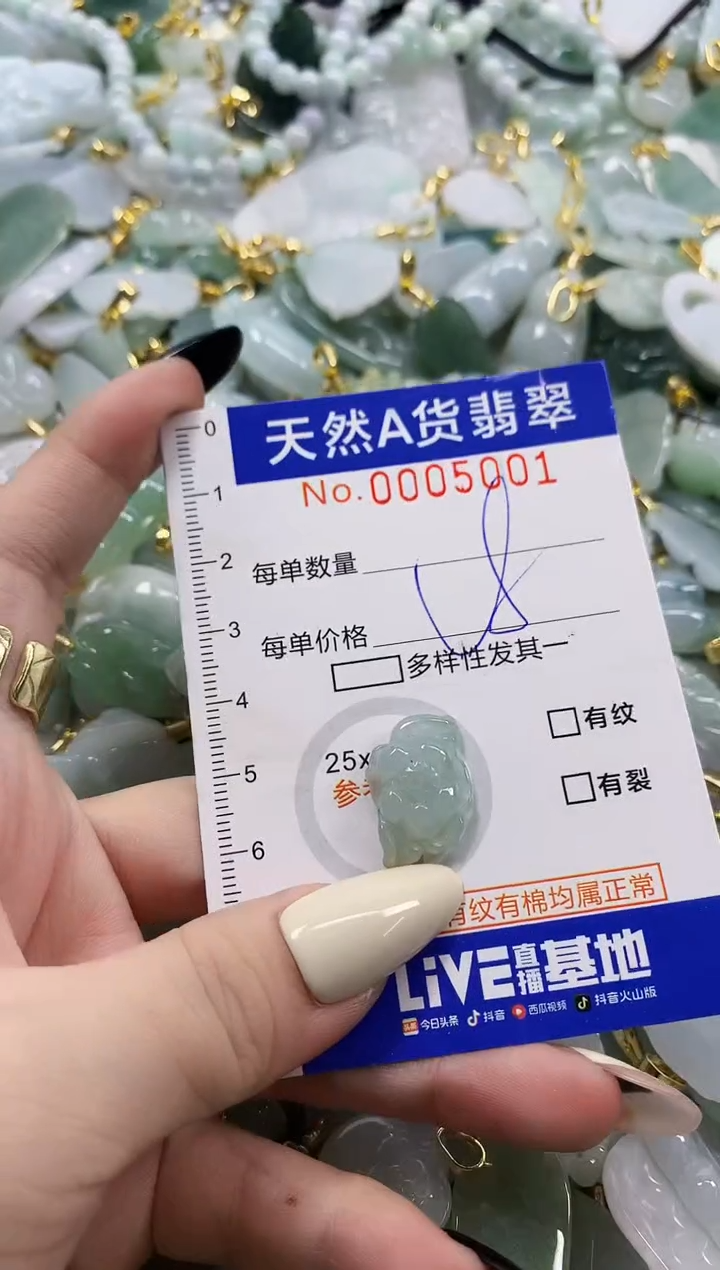 天然A货翡翠
No.0005001
0
1
2
3
4
5
6
每单数量
每单价格
多样性发其一
25x
参
有纹
有裂
有纹有棉均属正常
LiVE直播基地
头条 今日头条 抖音 西瓜视频 抖音火山版